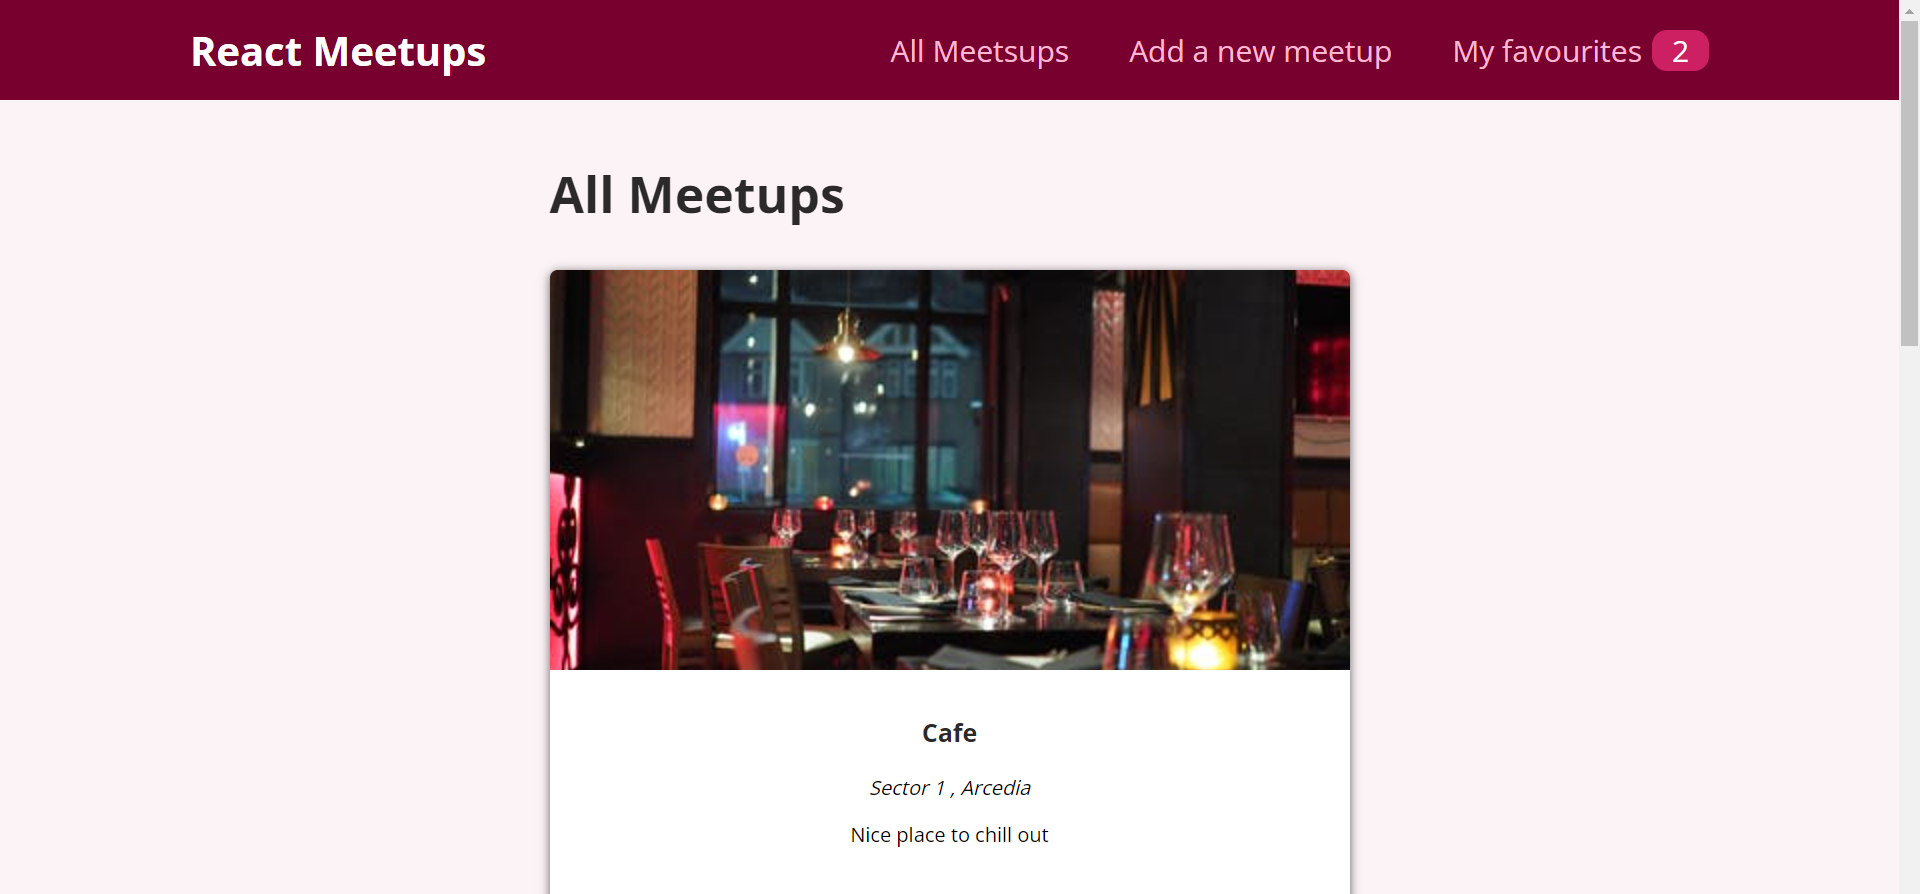 React Meetups
All Meetsups
Add a new meetup
My favourites 2
All Meetups
Cafe
Sector 1 , Arcedia
Nice place to chill out